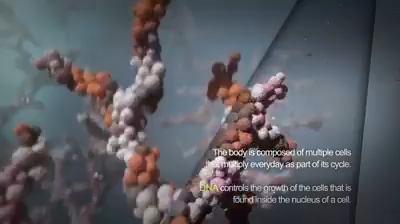 The body is composed of multiple cells
that multiply everyday as part of its cycle.
DNA controls the growth of the cells that is
found inside the nucleus of a cell.